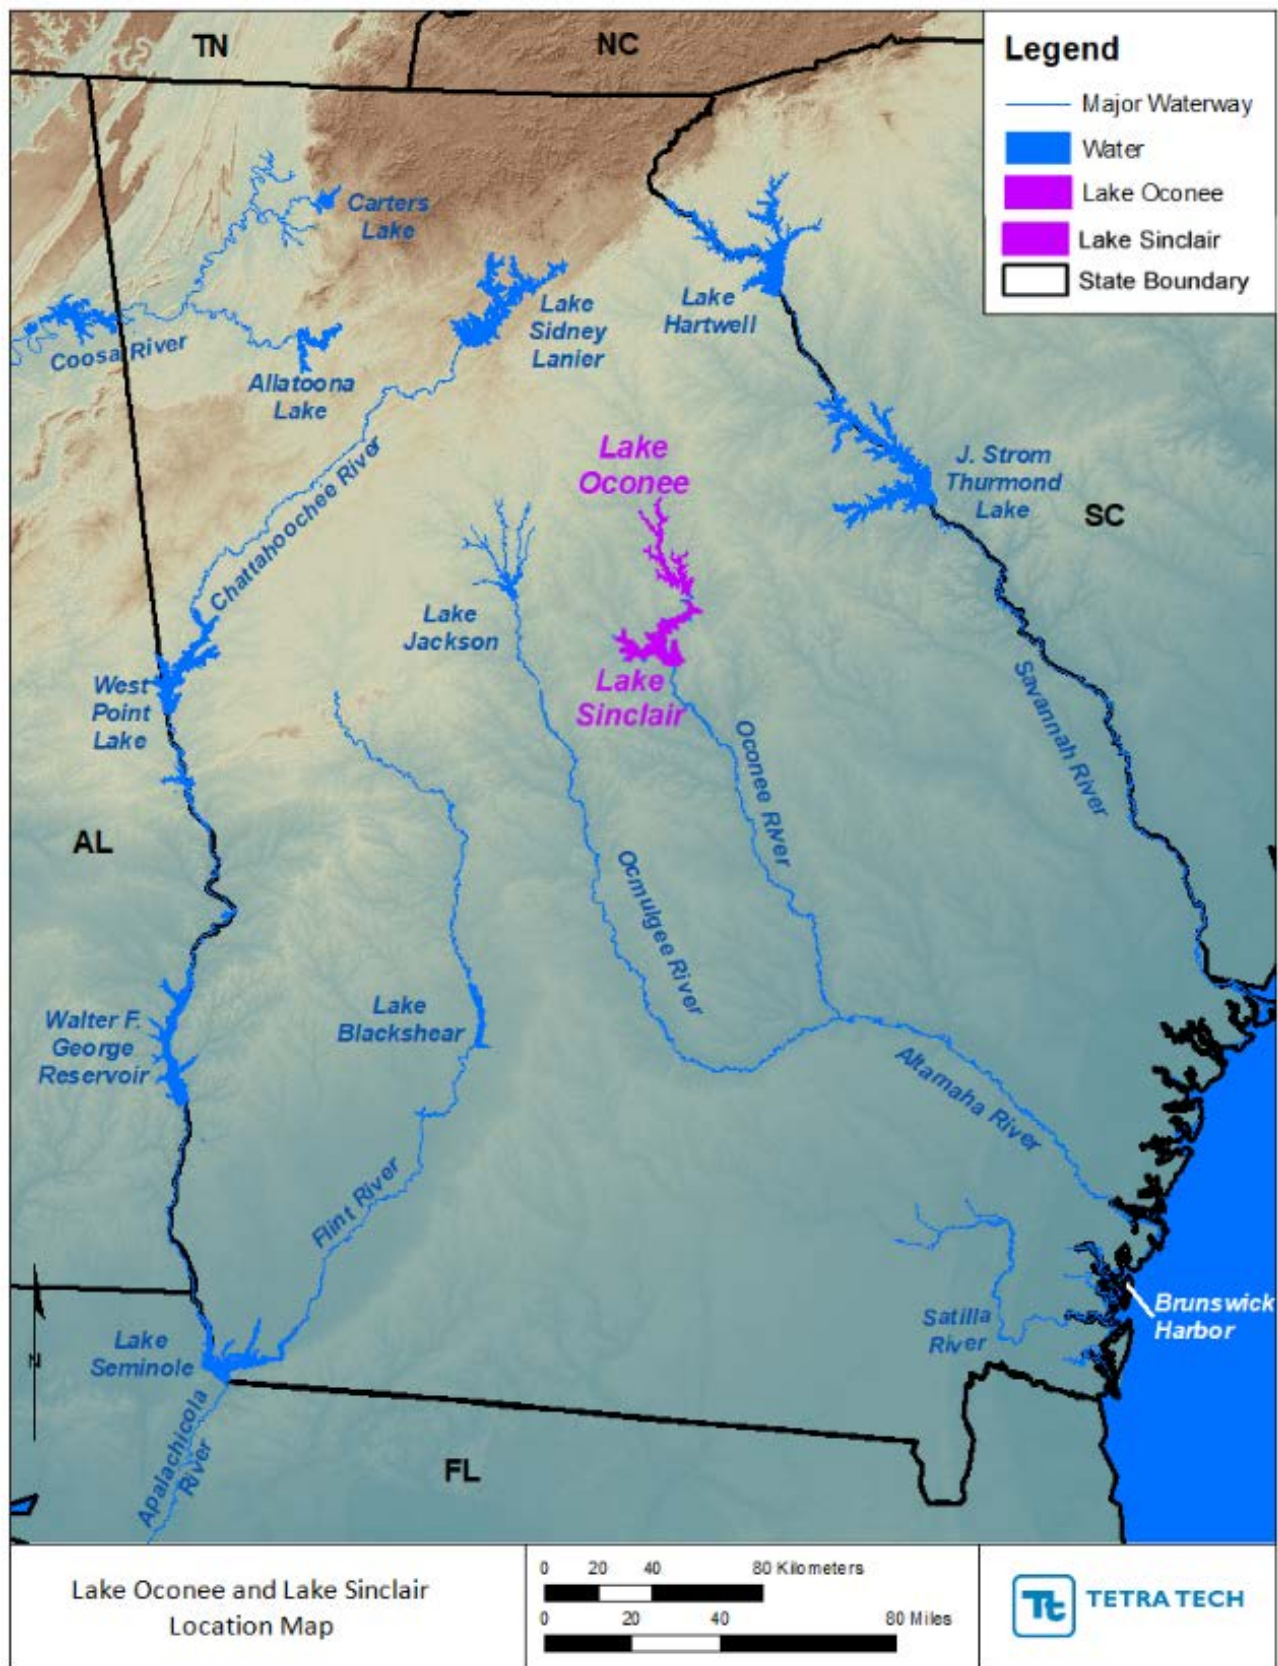 TN
NC
Legend
Major Waterway
Water
Lake Oconee
Lake Sinclair
State Boundary
Carters
Lake
Lake
Sidney
Lanier
Lake
Hartwell
Coosa River
Allatoona
Lake
Chattahoochee River
Lake
Oconee
J. Strom
Thurmond
Lake
SC
Lake
Jackson
Lake
Sinclair
West
Point
Lake
Savannah River
Oconee River
AL
Ocmulgee River
Lake
Blackshear
Walter F.
George
Reservoir
Altamaha River
Flint River
Satilla
River
Brunswick
Harbor
N
Lake
Seminole
Apalachicola
River
FL
Lake Oconee and Lake Sinclair
Location Map
0 20 40 80 Kilometers
0 20 40 80 Miles
Tt
TETRA TECH